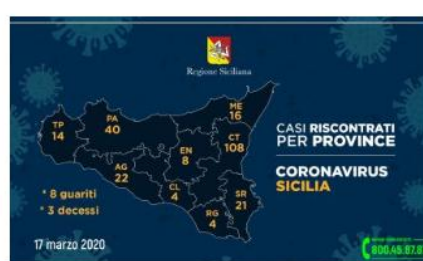 Regione Siciliana
ME
16
PA
40
TP
14
CT
108
EN
8
AG
22
CL
4
SR
21
RG
4
CASI RISCONTRATI
PER PROVINCE
CORONAVIRUS
SICILIA
* 8 guariti
* 3 decessi
17 marzo 2020
800.45.87.87